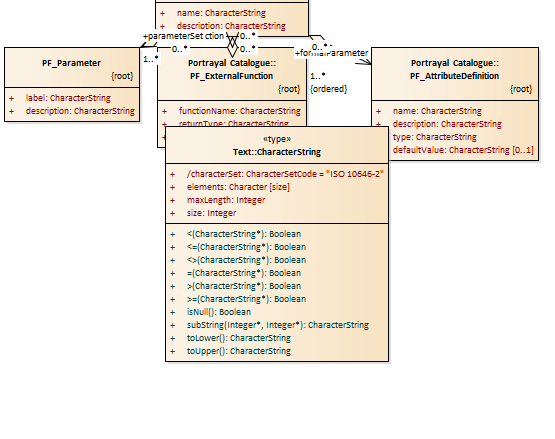 + name: CharacterString
+ description: CharacterString
+parameterSet ction 0..*
0..* 0..* 0..*
+formalParameter
1..*
PF_Parameter
{root}
+ label: CharacterString
+ description: CharacterString
Portrayal Catalogue::
PF_ExternalFunction
{root}
+ functionName: CharacterString
+ returnType: CharacterString
+
1..*
{ordered}
Portrayal Catalogue::
PF_AttributeDefinition
{root}
+ name: CharacterString
+ description: CharacterString
type: CharacterString
defaultValue: CharacterString [0..1]
«type»
Text::CharacterString
+ /characterSet: CharacterSetCode = "ISO 10646-2"
+ elements: Character [size]
+ maxLength: Integer
+ size: Integer
+ <(CharacterString*): Boolean
+ <=(CharacterString*): Boolean
+ <>(CharacterString*): Boolean
+ =(CharacterString*): Boolean
+ >(CharacterString*): Boolean
+ >=(CharacterString*): Boolean
+ isNull(): Boolean
+ subString(Integer*, Integer*): CharacterString
+ toLower(): CharacterString
+ toUpper(): CharacterString